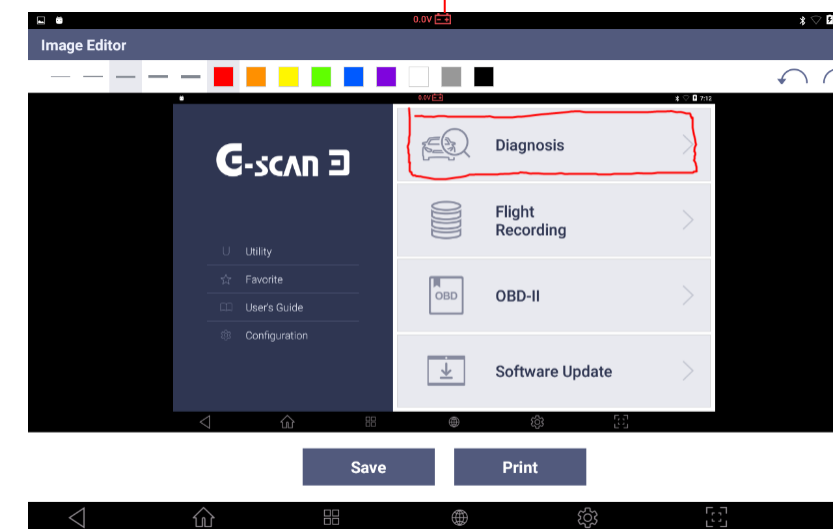 0.0V
Image Editor
0.0V
7:12
G-scan 3
Diagnosis
Flight
Recording
Utility
Favorite
OBD
OBD-II
User's Guide
Configuration
Software Update
Save
Print